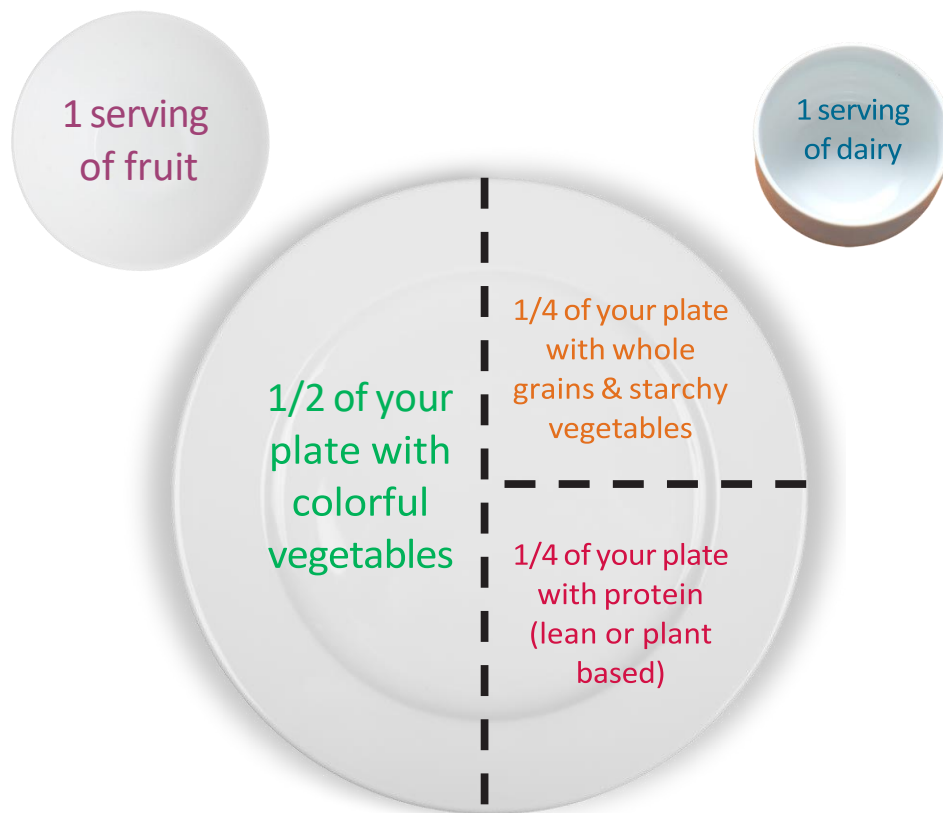 1 serving
of fruit
1 serving
of dairy
1/2 of your
plate with
colorful
vegetables
1/4 of your plate
with whole
grains & starchy
vegetables
1/4 of your plate
with protein
(lean or plant
based)